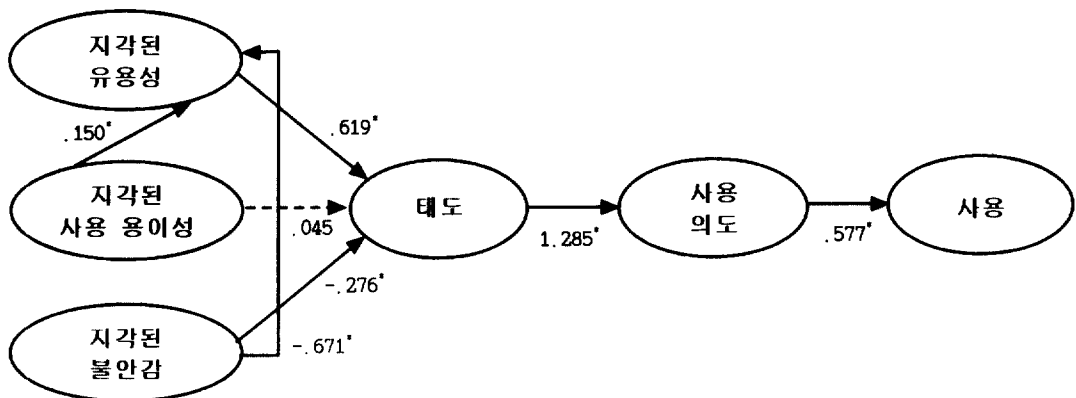 지각된
유용성
.150*
.619*
지각된
사용 용이성
.045
태도
1.285*
사용
의도
.577*
사용
-.276*
지각된
불안감
-.671*